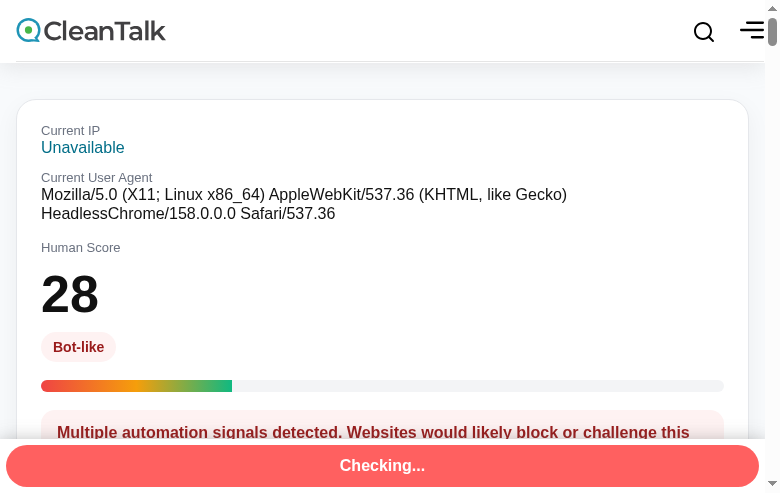 CleanTalk
Current IP
Unavailable
Current User Agent
Mozilla/5.0 (X11; Linux x86_64) AppleWebKit/537.36 (KHTML, like Gecko)
HeadlessChrome/158.0.0.0 Safari/537.36
Human Score
28
Bot-like
Multiple automation signals detected. Websites would likely block or challenge this
Checking...